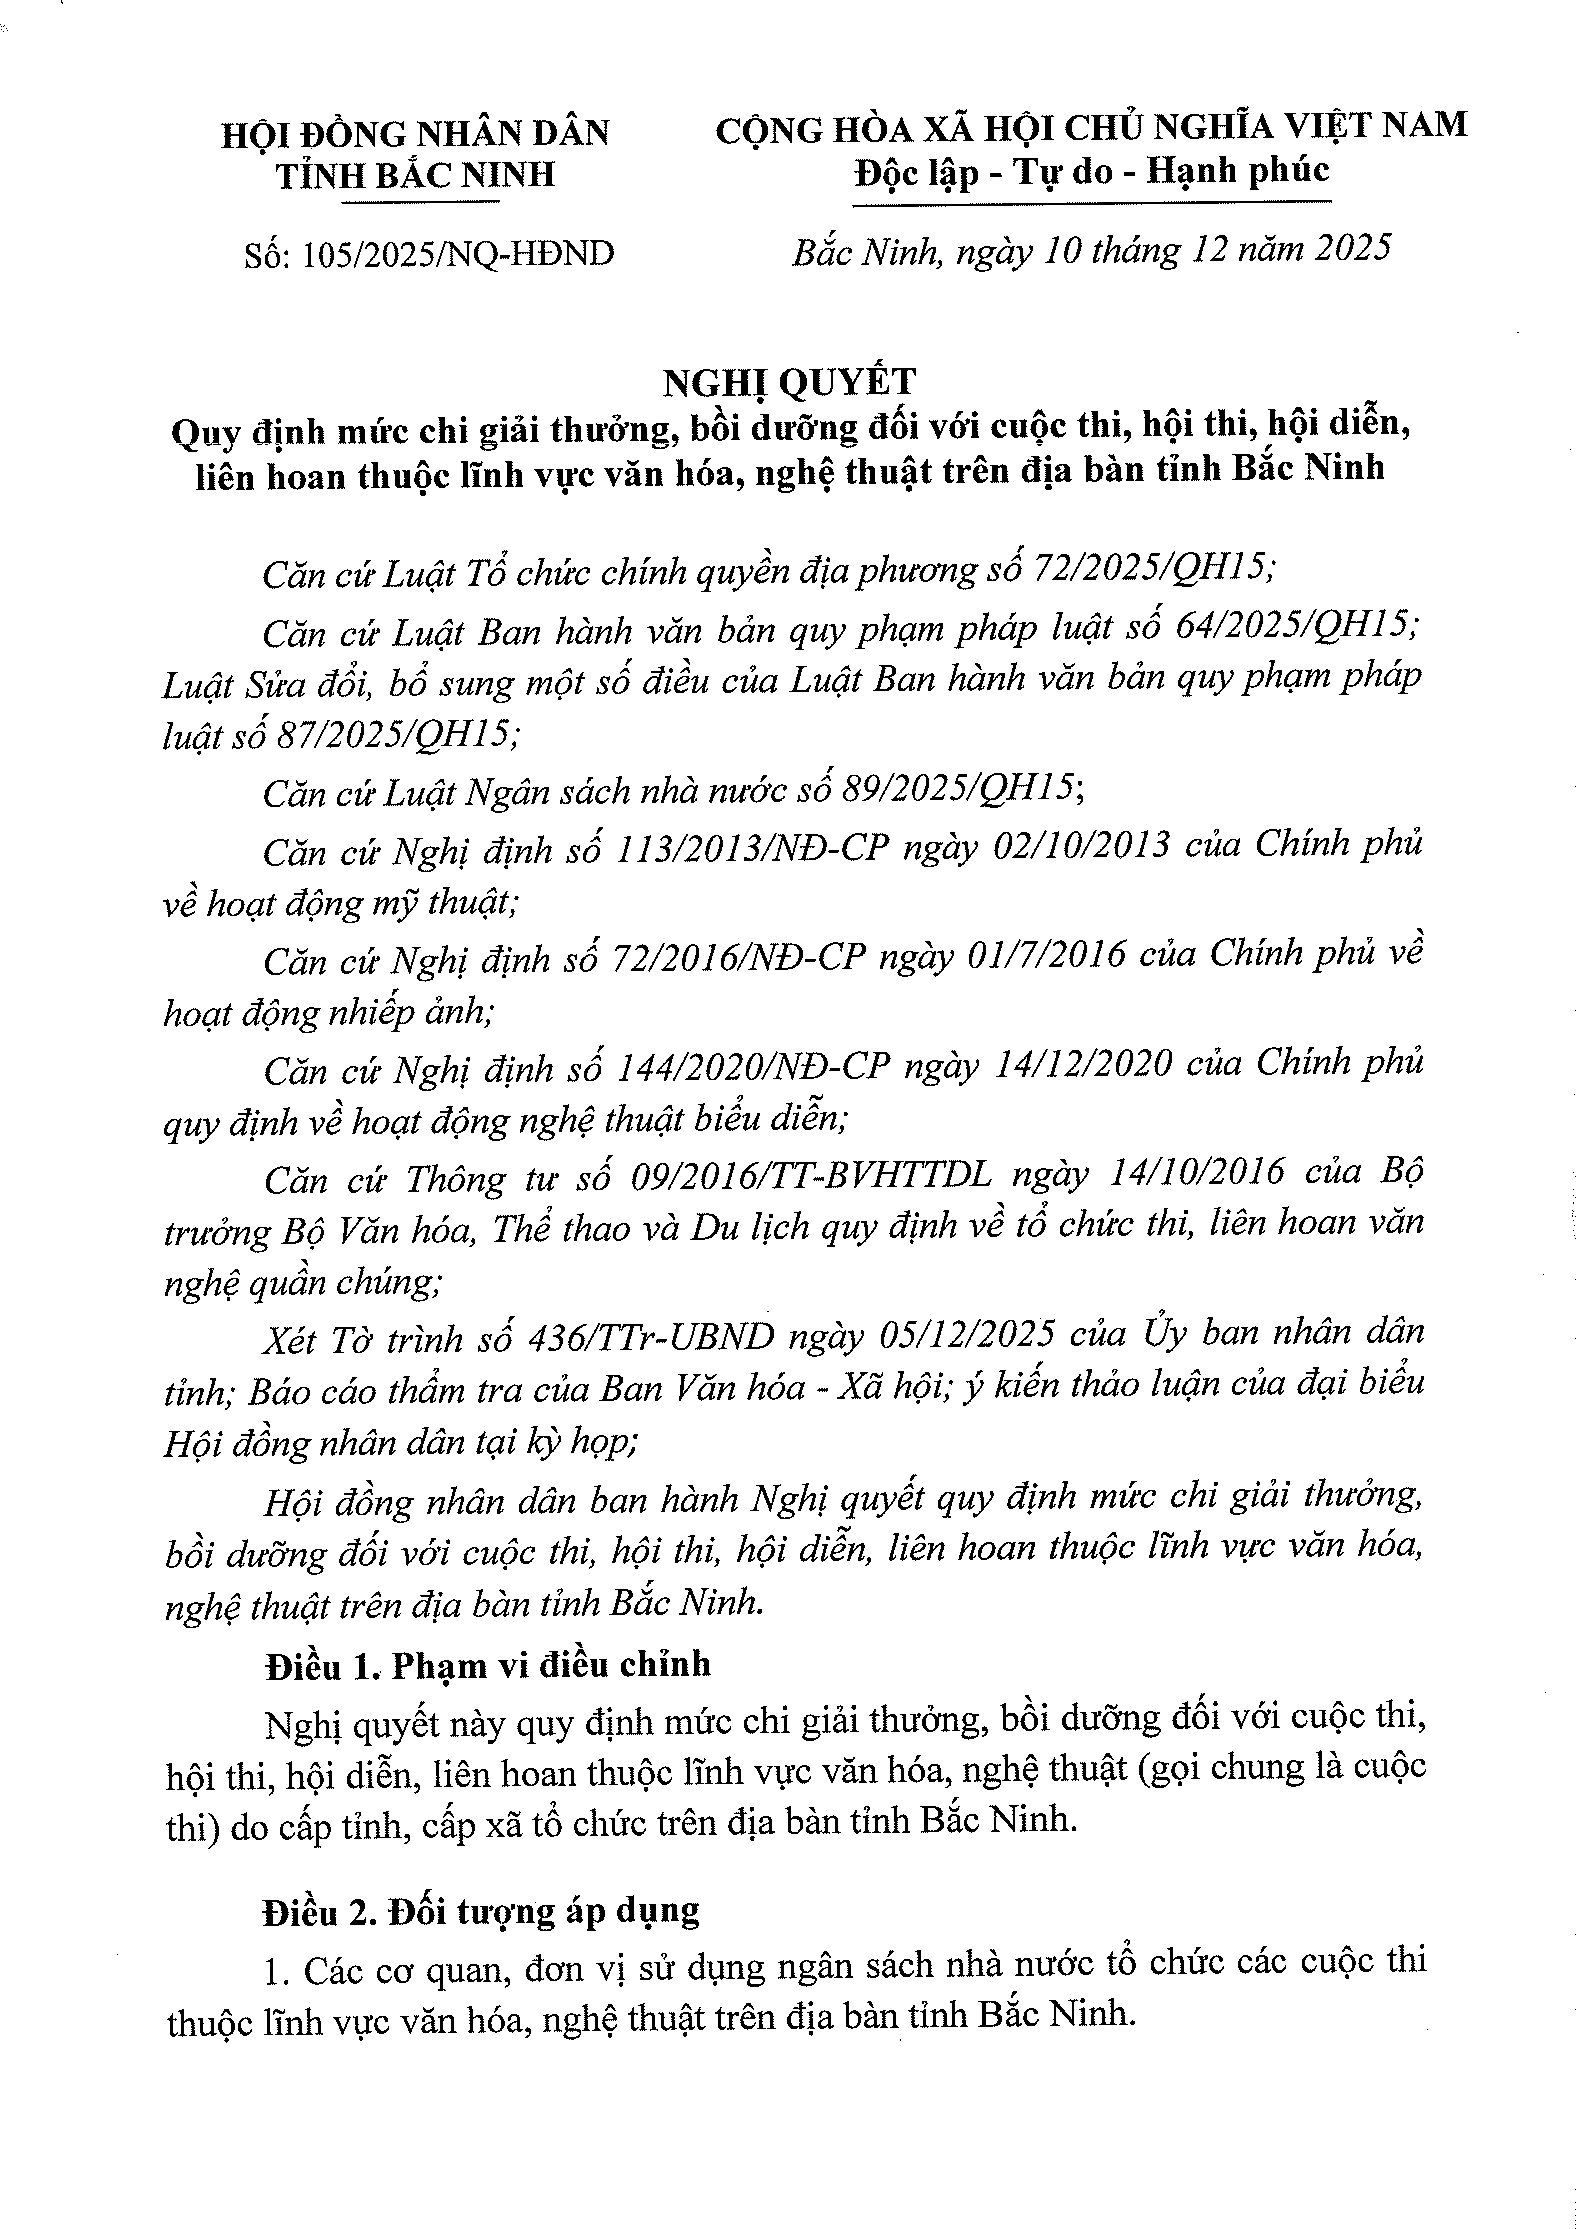 HỘI ĐỒNG NHÂN DÂN
TỈNH BẮC NINH
Số: 105/2025/NQ-HĐND
CỘNG HÒA XÃ HỘI CHỦ NGHĨA VIỆT NAM
Độc lập - Tự do - Hạnh phúc
Bắc Ninh, ngày 10 tháng 12 năm 2025
NGHỊ QUYẾT
Quy định mức chi giải thưởng, bồi dưỡng đối với cuộc thi, hội thi, hội diễn,
liên hoan thuộc lĩnh vực văn hóa, nghệ thuật trên địa bàn tỉnh Bắc Ninh
Căn cứ Luật Tổ chức chính quyền địa phương số 72/2025/QH15;
Căn cứ Luật Ban hành văn bản quy phạm pháp luật số 64/2025/QH15;
Luật Sửa đổi, bổ sung một số điều của Luật Ban hành văn bản quy phạm pháp
luật số 87/2025/QH15;
Căn cứ Luật Ngân sách nhà nước số 89/2025/QH15;
Căn cứ Nghị định số 113/2013/NĐ-CP ngày 02/10/2013 của Chính phủ
về hoạt động mỹ thuật;
Căn cứ Nghị định số 72/2016/NĐ-CP ngày 01/7/2016 của Chính phủ về
hoạt động nhiếp ảnh;
Căn cứ Nghị định số 144/2020/NĐ-CP ngày 14/12/2020 của Chính phủ
quy định về hoạt động nghệ thuật biểu diễn;
Căn cứ Thông tư số 09/2016/TT-BVHTTDL ngày 14/10/2016 của Bộ
trưởng Bộ Văn hóa, Thể thao và Du lịch quy định về tổ chức thi, liên hoan văn
nghệ quần chúng;
Xét Tờ trình số 436/TTr-UBND ngày 05/12/2025 của Ủy ban nhân dân
tỉnh; Báo cáo thẩm tra của Ban Văn hóa - Xã hội; ý kiến thảo luận của đại biểu
Hội đồng nhân dân tại kỳ họp;
Hội đồng nhân dân ban hành Nghị quyết quy định mức chi giải thưởng,
bồi dưỡng đối với cuộc thi, hội thi, hội diễn, liên hoan thuộc lĩnh vực văn hóa,
nghệ thuật trên địa bàn tỉnh Bắc Ninh.
Điều 1. Phạm vi điều chỉnh
Nghị quyết này quy định mức chi giải thưởng, bồi dưỡng đối với cuộc thi,
hội thi, hội diễn, liên hoan thuộc lĩnh vực văn hóa, nghệ thuật (gọi chung là cuộc
thi) do cấp tỉnh, cấp xã tổ chức trên địa bàn tỉnh Bắc Ninh.
Điều 2. Đối tượng áp dụng
1. Các cơ quan, đơn vị sử dụng ngân sách nhà nước tổ chức các cuộc thi
thuộc lĩnh vực văn hóa, nghệ thuật trên địa bàn tỉnh Bắc Ninh.